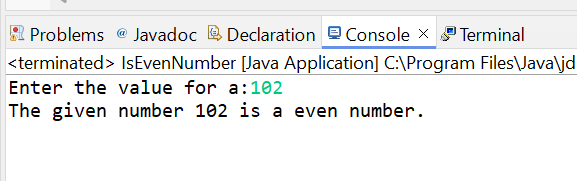 Problems @ Javadoc Declaration Console × Terminal
<terminated> IsEvenNumber [Java Application] C:\Program Files\Java\jd
Enter the value for a:102
The given number 102 is a even number.